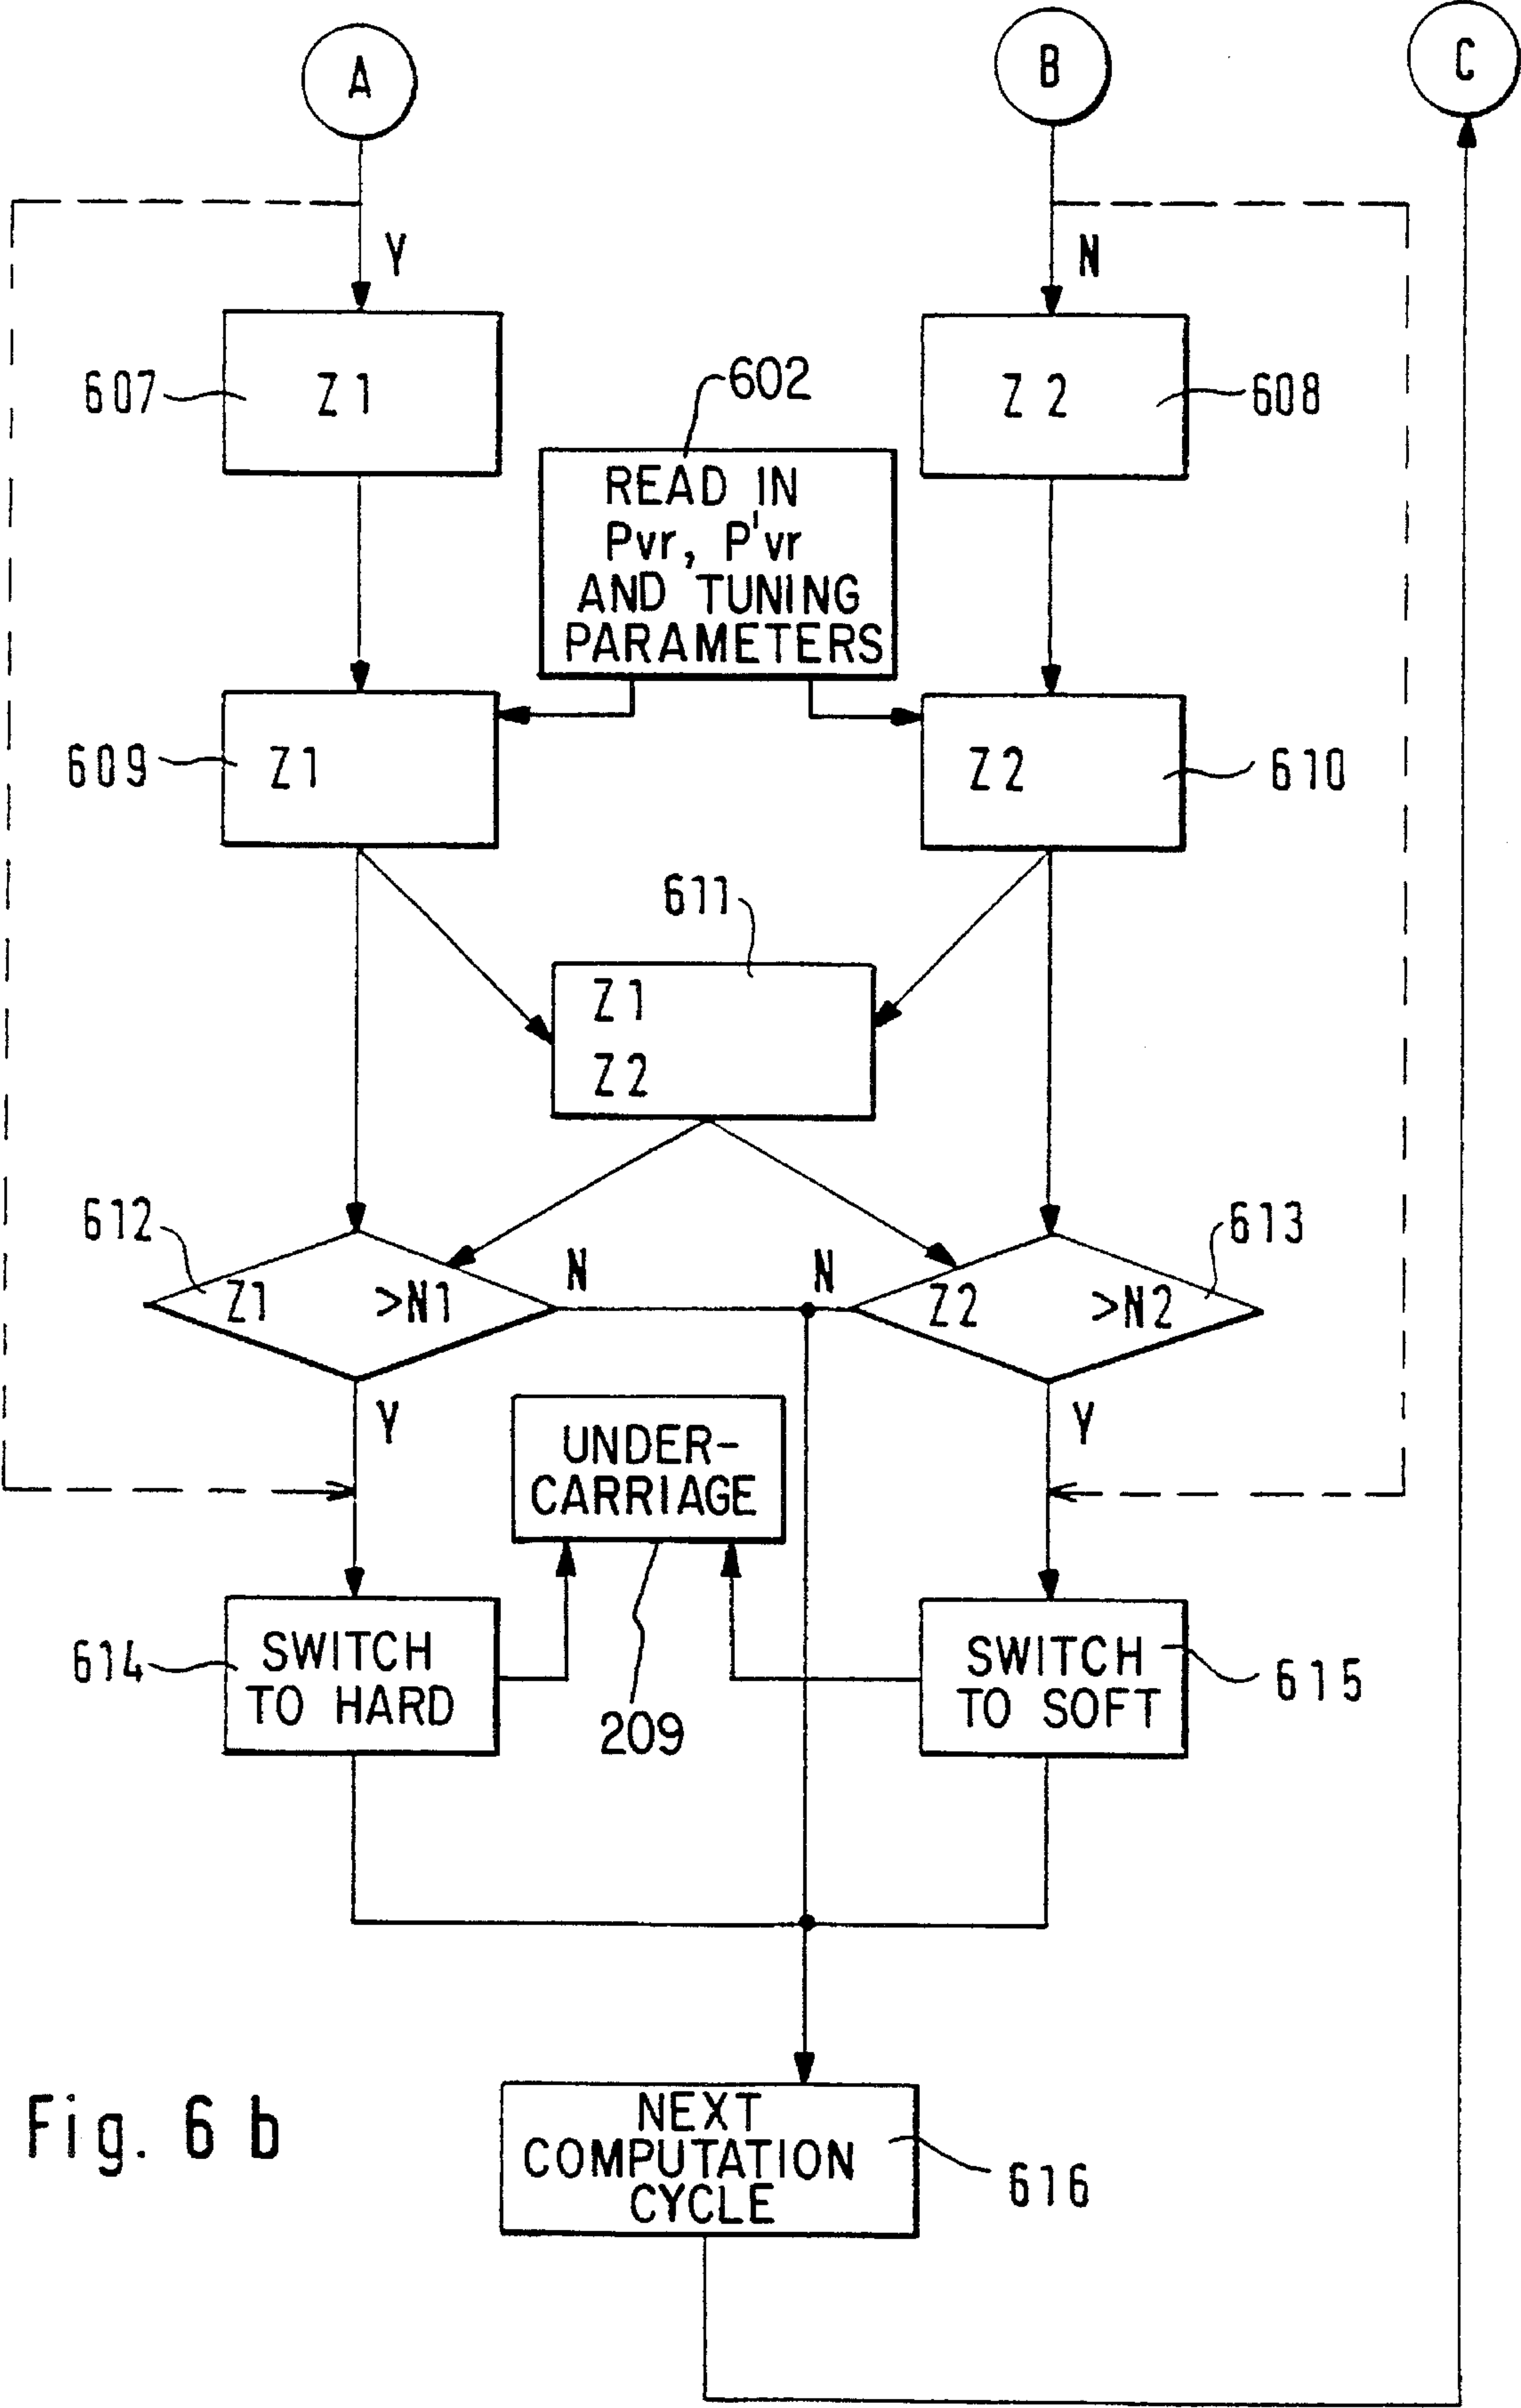 A
B
C
Y
N
607
Z1
602
Z2
608
READ IN
Pvr, P'vr
AND TUNING
PARAMETERS
609
Z1
Z2
610
611
Z1
Z2
612
613
Z1 >N1
N
N
Z2 >N2
Y
Y
UNDER-
CARRIAGE
614
SWITCH
TO HARD
209
SWITCH
TO SOFT
615
NEXT
COMPUTATION
CYCLE
616
Fig. 6 b